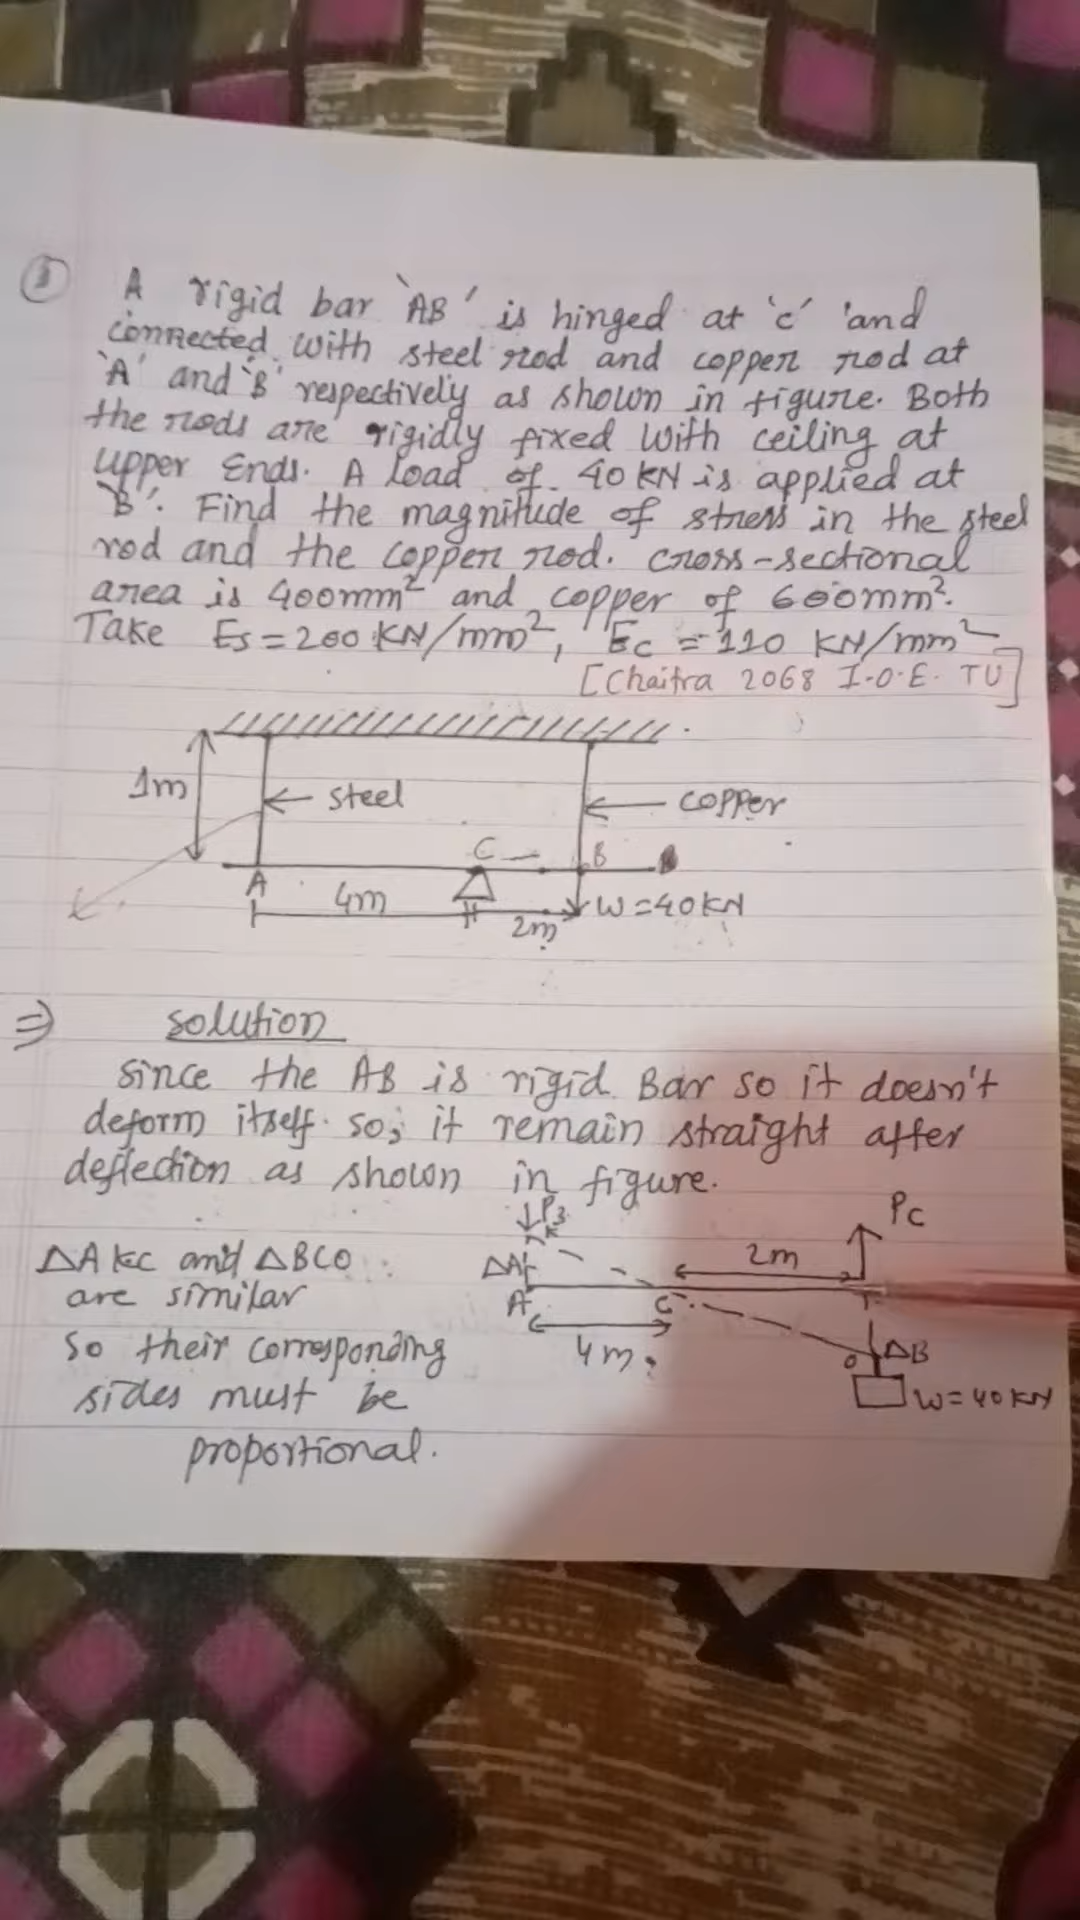 ①
A rigid bar 'AB' is hinged at 'c' 'and
connected with steel rod and copper rod at
'A' and 'B' respectively as shown in figure. Both
the rods are rigidly fixed with ceiling at
upper Ends. A load of 40 KN is applied at
'B'. Find the magnitude of stress in the steel
rod and the copper rod. cross-sectional
area is 400mm² and copper of 600mm².
Take Es = 200 KN/mm², Ec = 110 KN/mm²
[Chaitra 2068 I.O.E. TU]
1m
steel
copper
C
B
A
4m
2m
W=40KN
⇒ solution
since the AB is rigid Bar so it doesn't
deform itself. so, it remain straight after
deflection as shown in figure.
Pc
2m
ΔAkc and ΔBCO
are similar
ΔA
A
C
so their corresponding
4m
O
ΔB
sides must be
W=40KN
proportional.